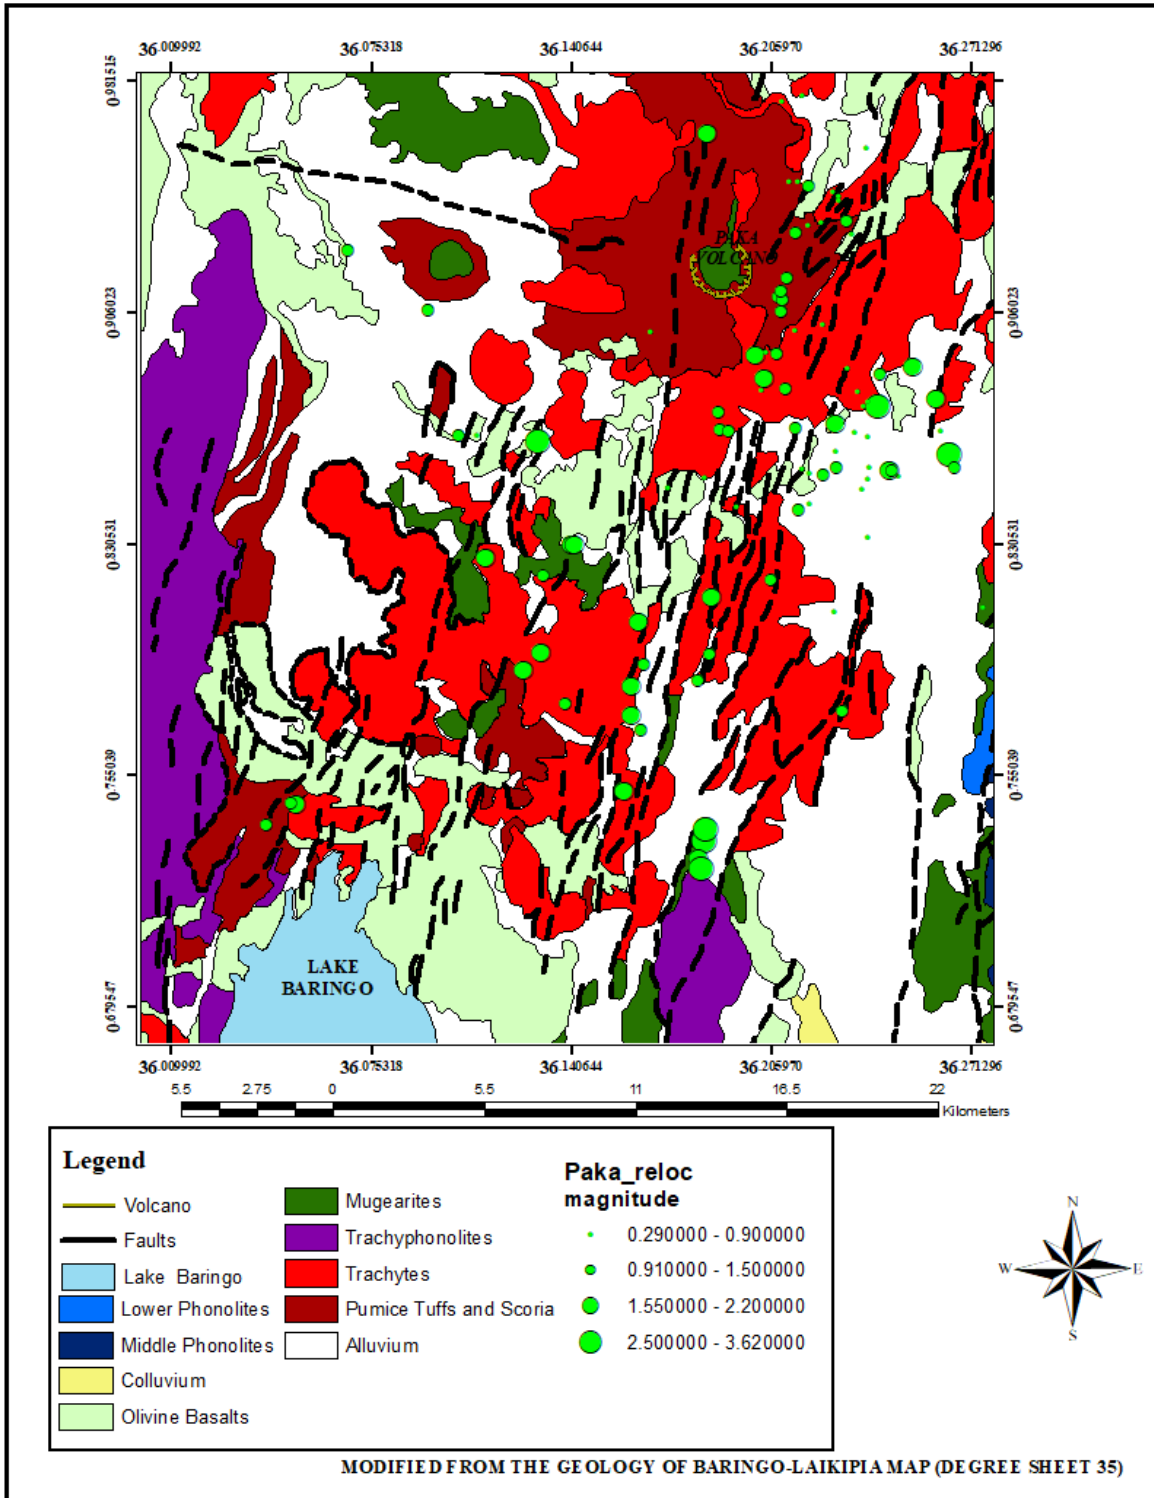 36.009992 36.075318 36.140644 36.205970 36.271296
0.981515
0.906023 0.906023
0.830531 0.830531
0.755039 0.755039
0.679547 0.679547
PAKA
VOLCANO
LAKE
BARINGO
36.009992 36.075318 36.140644 36.205970 36.271296
5.5 2.75 0 5.5 11 16.5 22
Kilometers
Legend
Volcano
Faults
Lake Baringo
Lower Phonolites
Middle Phonolites
Colluvium
Olivine Basalts
Mugearites
Trachyphonolites
Trachytes
Pumice Tuffs and Scoria
Alluvium
Paka_reloc
magnitude
0.290000 - 0.900000
0.910000 - 1.500000
1.550000 - 2.200000
2.500000 - 3.620000
N
W E
S
MODIFIED FROM THE GEOLOGY OF BARINGO-LAIKIPIA MAP (DEGREE SHEET 35)